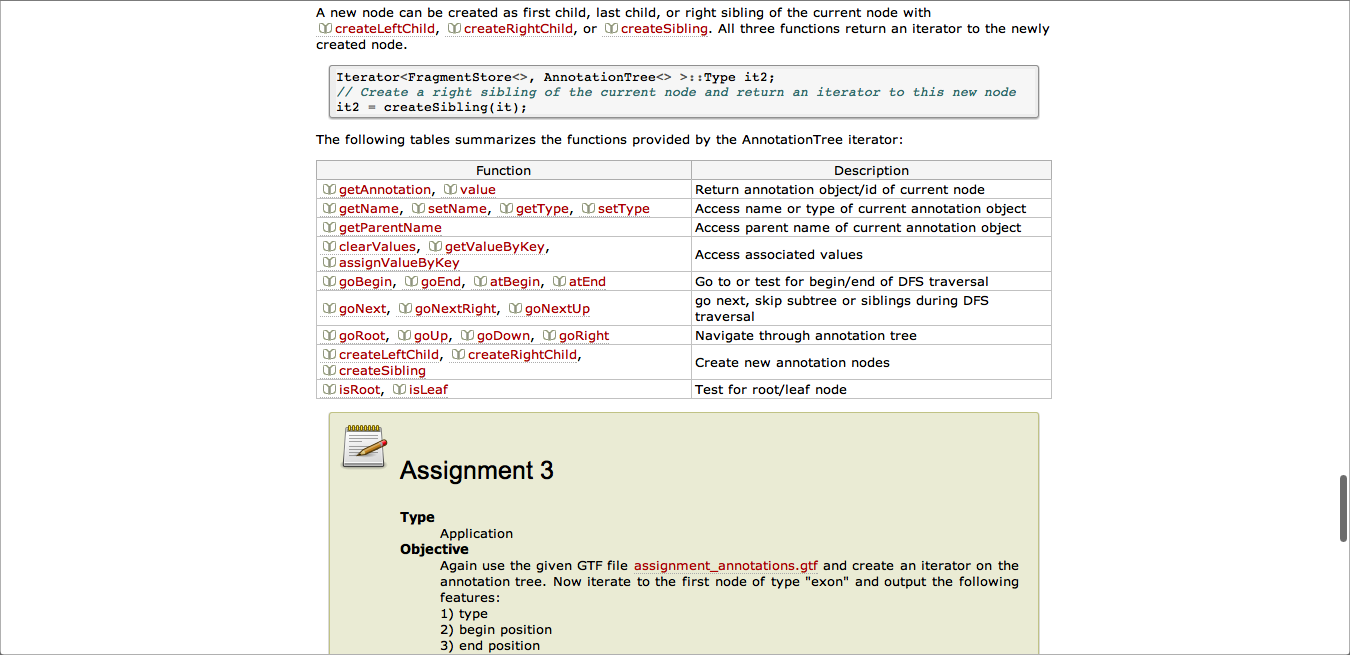 A new node can be created as first child, last child, or right sibling of the current node with
createLeftChild, createRightChild, or createSibling. All three functions return an iterator to the newly
created node.
Iterator<FragmentStore<>, AnnotationTree<> >::Type it2;
// Create a right sibling of the current node and return an iterator to this new node
it2 = createSibling(it);
The following tables summarizes the functions provided by the AnnotationTree iterator:
Function Description
getAnnotation, value Return annotation object/id of current node
getName, setName, getType, setType Access name or type of current annotation object
getParentName Access parent name of current annotation object
clearValues, getValueByKey,
assignValueByKey
Access associated values
goBegin, goEnd, atBegin, atEnd Go to or test for begin/end of DFS traversal
goNext, goNextRight, goNextUp
go next, skip subtree or siblings during DFS
traversal
goRoot, goUp, goDown, goRight Navigate through annotation tree
createLeftChild, createRightChild,
createSibling
Create new annotation nodes
isRoot, isLeaf Test for root/leaf node
Assignment 3
Type
Application
Objective
Again use the given GTF file assignment_annotations.gtf and create an iterator on the
annotation tree. Now iterate to the first node of type "exon" and output the following
features:
1) type
2) begin position
3) end position